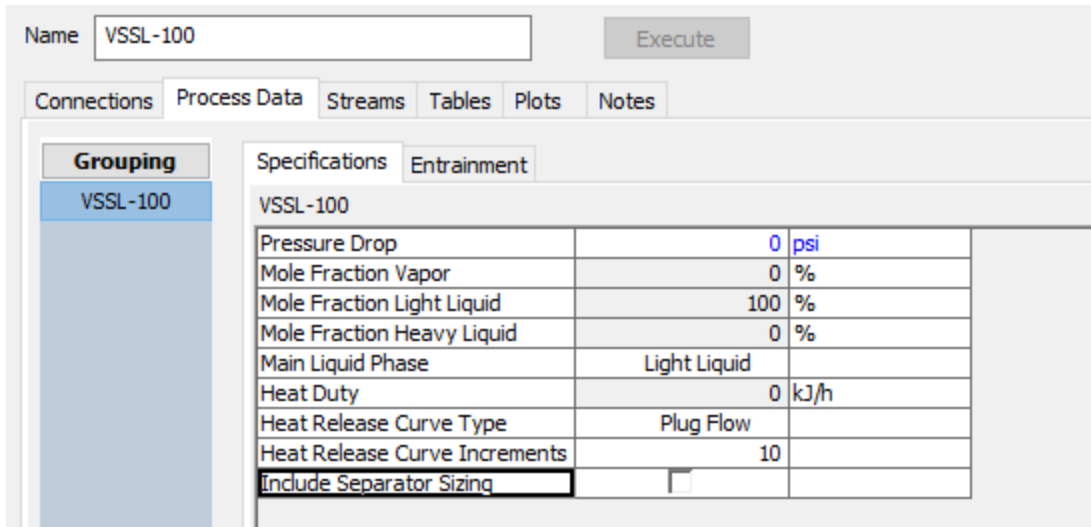 Name VSSL-100 Execute
Connections Process Data Streams Tables Plots Notes
Grouping Specifications Entrainment
VSSL-100 VSSL-100
Pressure Drop 0 psi
Mole Fraction Vapor 0 %
Mole Fraction Light Liquid 100 %
Mole Fraction Heavy Liquid 0 %
Main Liquid Phase Light Liquid
Heat Duty 0 kJ/h
Heat Release Curve Type Plug Flow
Heat Release Curve Increments 10
Include Separator Sizing